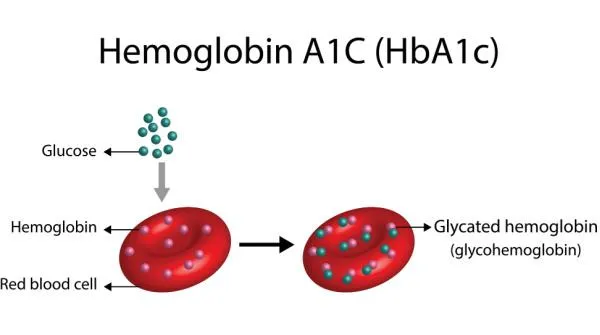 Hemoglobin A1C (HbA1c)
Glucose
Hemoglobin
Red blood cell
Glycated hemoglobin
(glycohemoglobin)